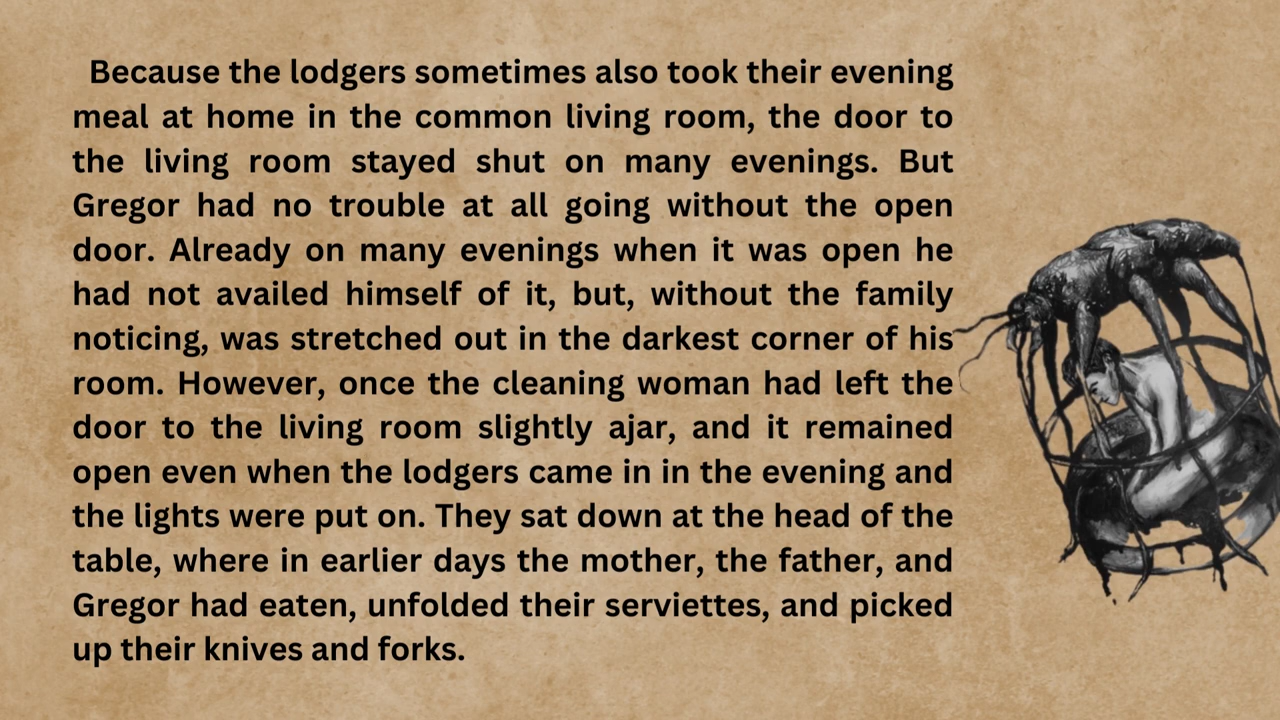 Because the lodgers sometimes also took their evening
meal at home in the common living room, the door to
the living room stayed shut on many evenings. But
Gregor had no trouble at all going without the open
door. Already on many evenings when it was open he
had not availed himself of it, but, without the family
noticing, was stretched out in the darkest corner of his
room. However, once the cleaning woman had left the
door to the living room slightly ajar, and it remained
open even when the lodgers came in in the evening and
the lights were put on. They sat down at the head of the
table, where in earlier days the mother, the father, and
Gregor had eaten, unfolded their serviettes, and picked
up their knives and forks.